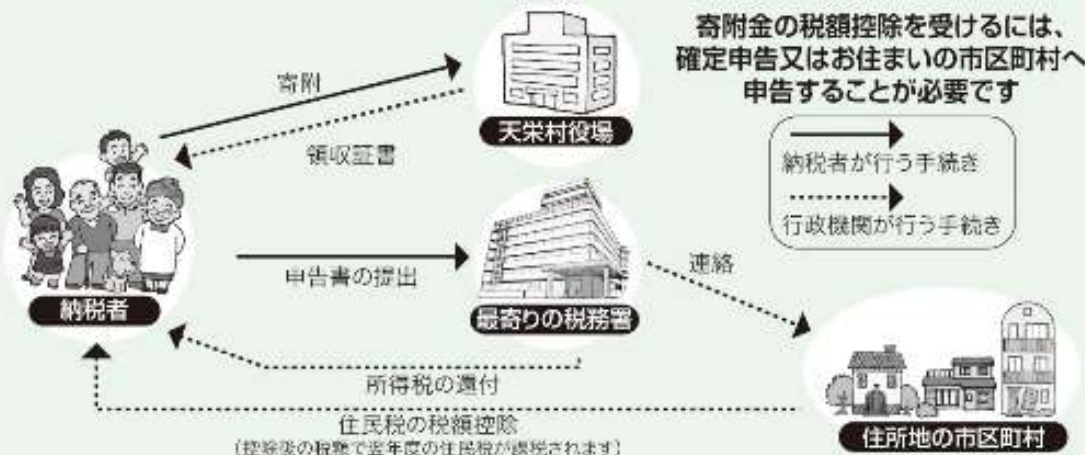 寄附金の税額控除を受けるには、
確定申告又はお住まいの市区町村へ
申告することが必要です
寄附
領収証書
天栄村役場
納税者が行う手続き
行政機関が行う手続き
納税者
申告書の提出
最寄りの税務署
連絡
所得税の還付
住民税の税額控除
(控除後の税額で翌年度の住民税が課税されます)
住所地の市区町村